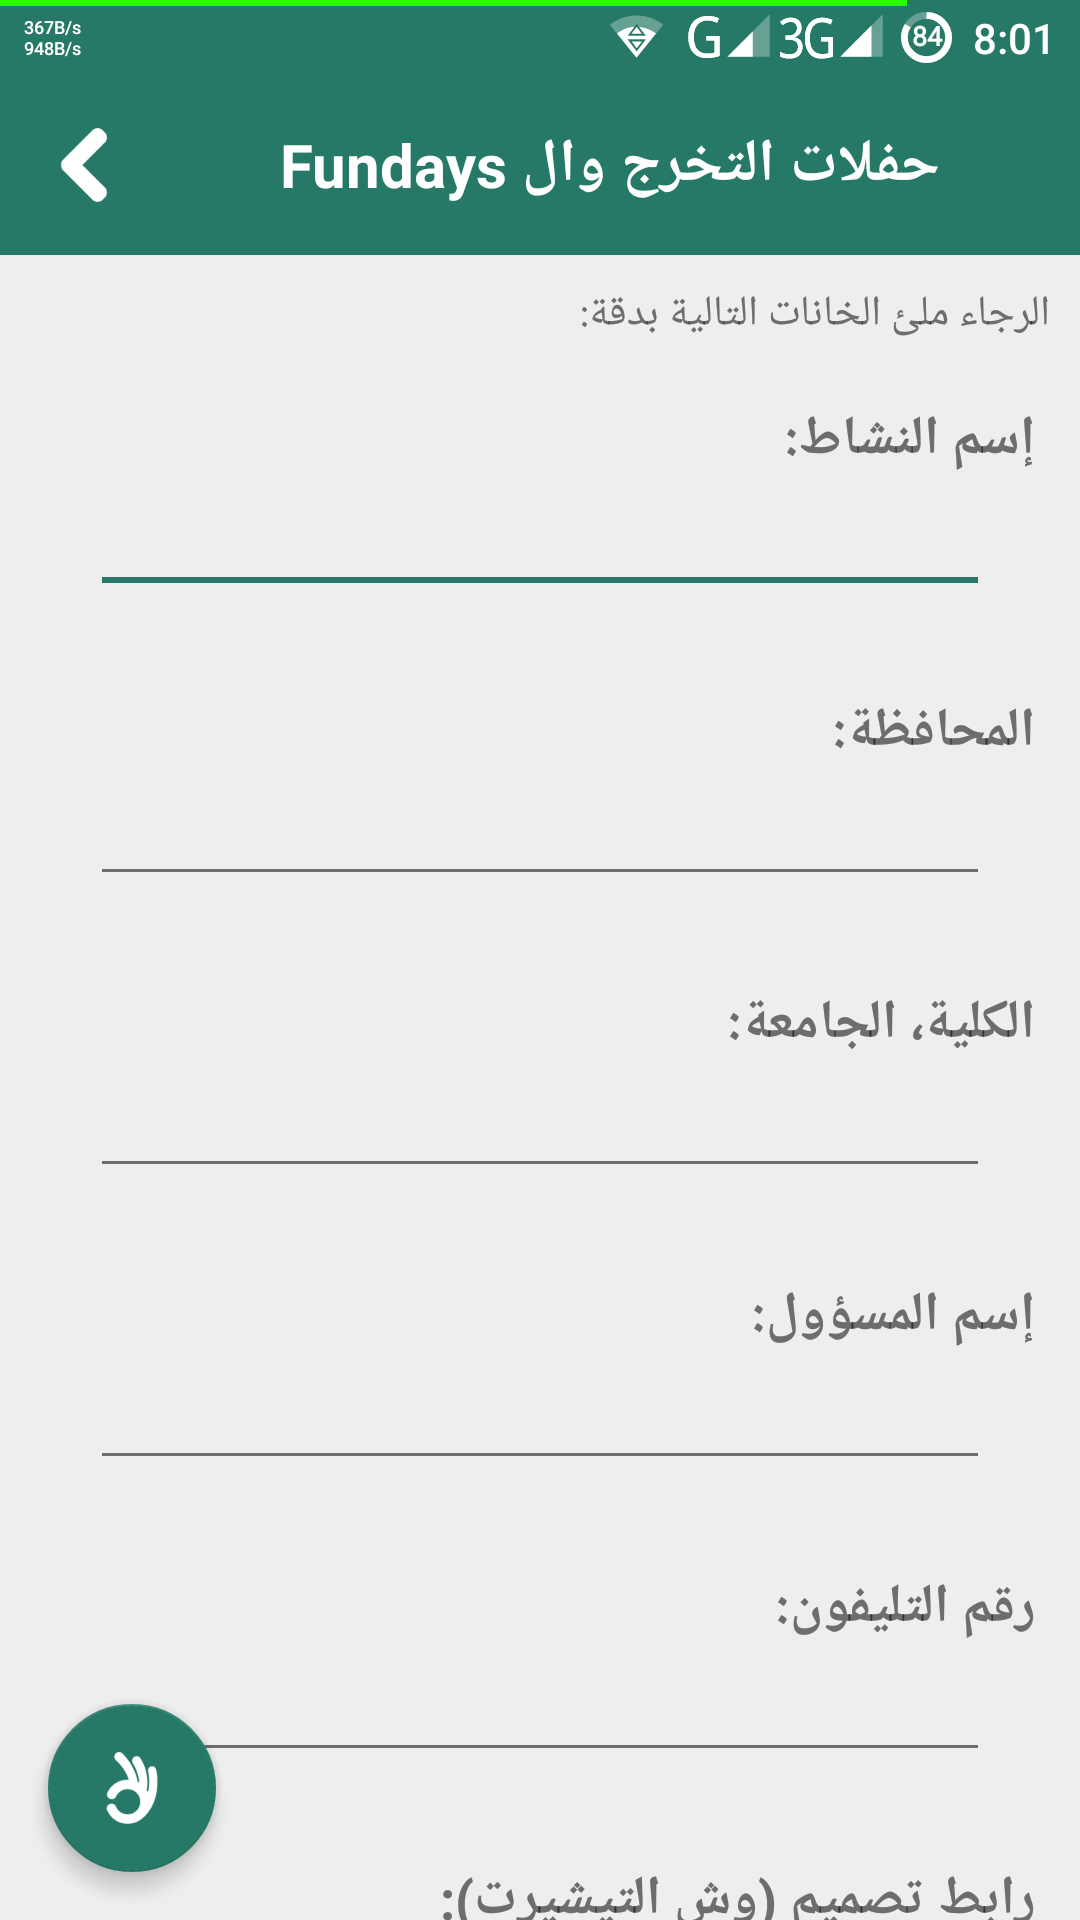 367B/s
948B/s
G 3G 84 8:01
حفلات التخرج وال Fundays
الرجاء ملئ الخانات التالية بدقة:
إسم النشاط:
المحافظة:
الكلية، الجامعة:
إسم المسؤول:
رقم التليفون:
رابط تصميم (وش التيشيرت):